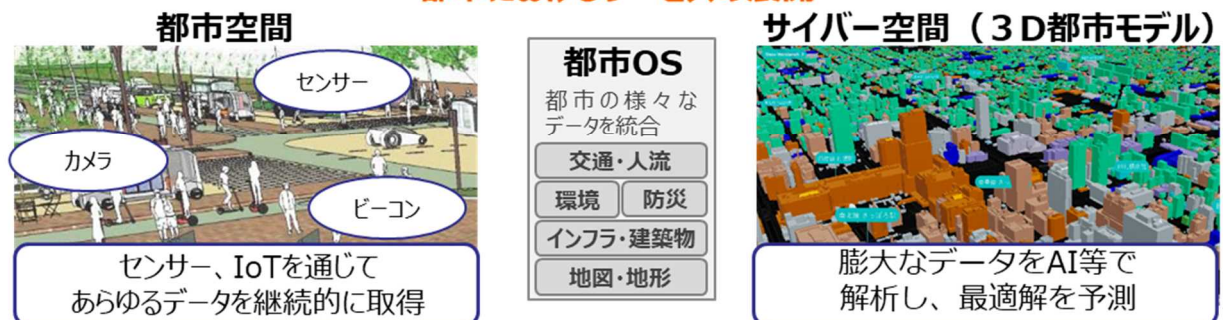 都市空間
センサー
カメラ
ビーコン
センサー、IoTを通じて
あらゆるデータを継続的に取得
都市OS
都市の様々な
データを統合
交通・人流
環境
防災
インフラ・建築物
地図・地形
サイバー空間（３Ｄ都市モデル）
膨大なデータをAI等で
解析し、最適解を予測